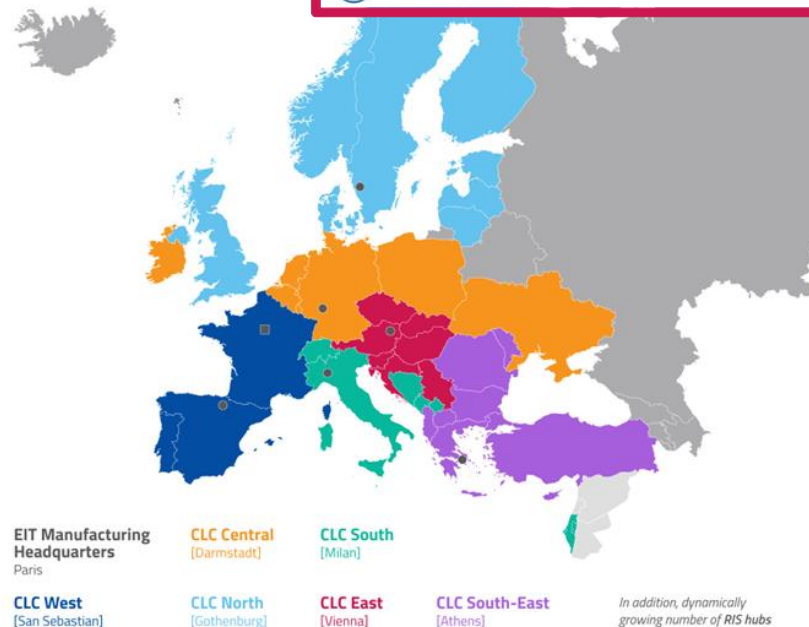 EIT Manufacturing
Headquarters
Paris
CLC Central
[Darmstadt]
CLC South
[Milan]
CLC West
[San Sebastian]
CLC North
[Gothenburg]
CLC East
[Vienna]
CLC South-East
[Athens]
In addition, dynamically
growing number of RIS hubs